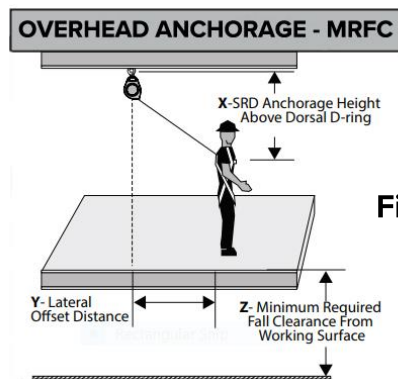 OVERHEAD ANCHORAGE - MRFC
X-SRD Anchorage Height
Above Dorsal D-ring
Fi
Y- Lateral
Offset Distance
Z- Minimum Required
Fall Clearance From
Working Surface